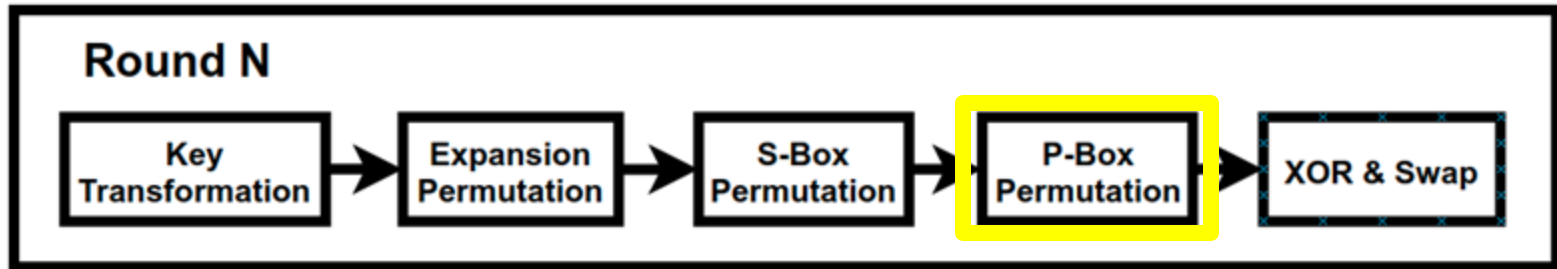 Round N
Key
Transformation
Expansion
Permutation
S-Box
Permutation
P-Box
Permutation
XOR & Swap